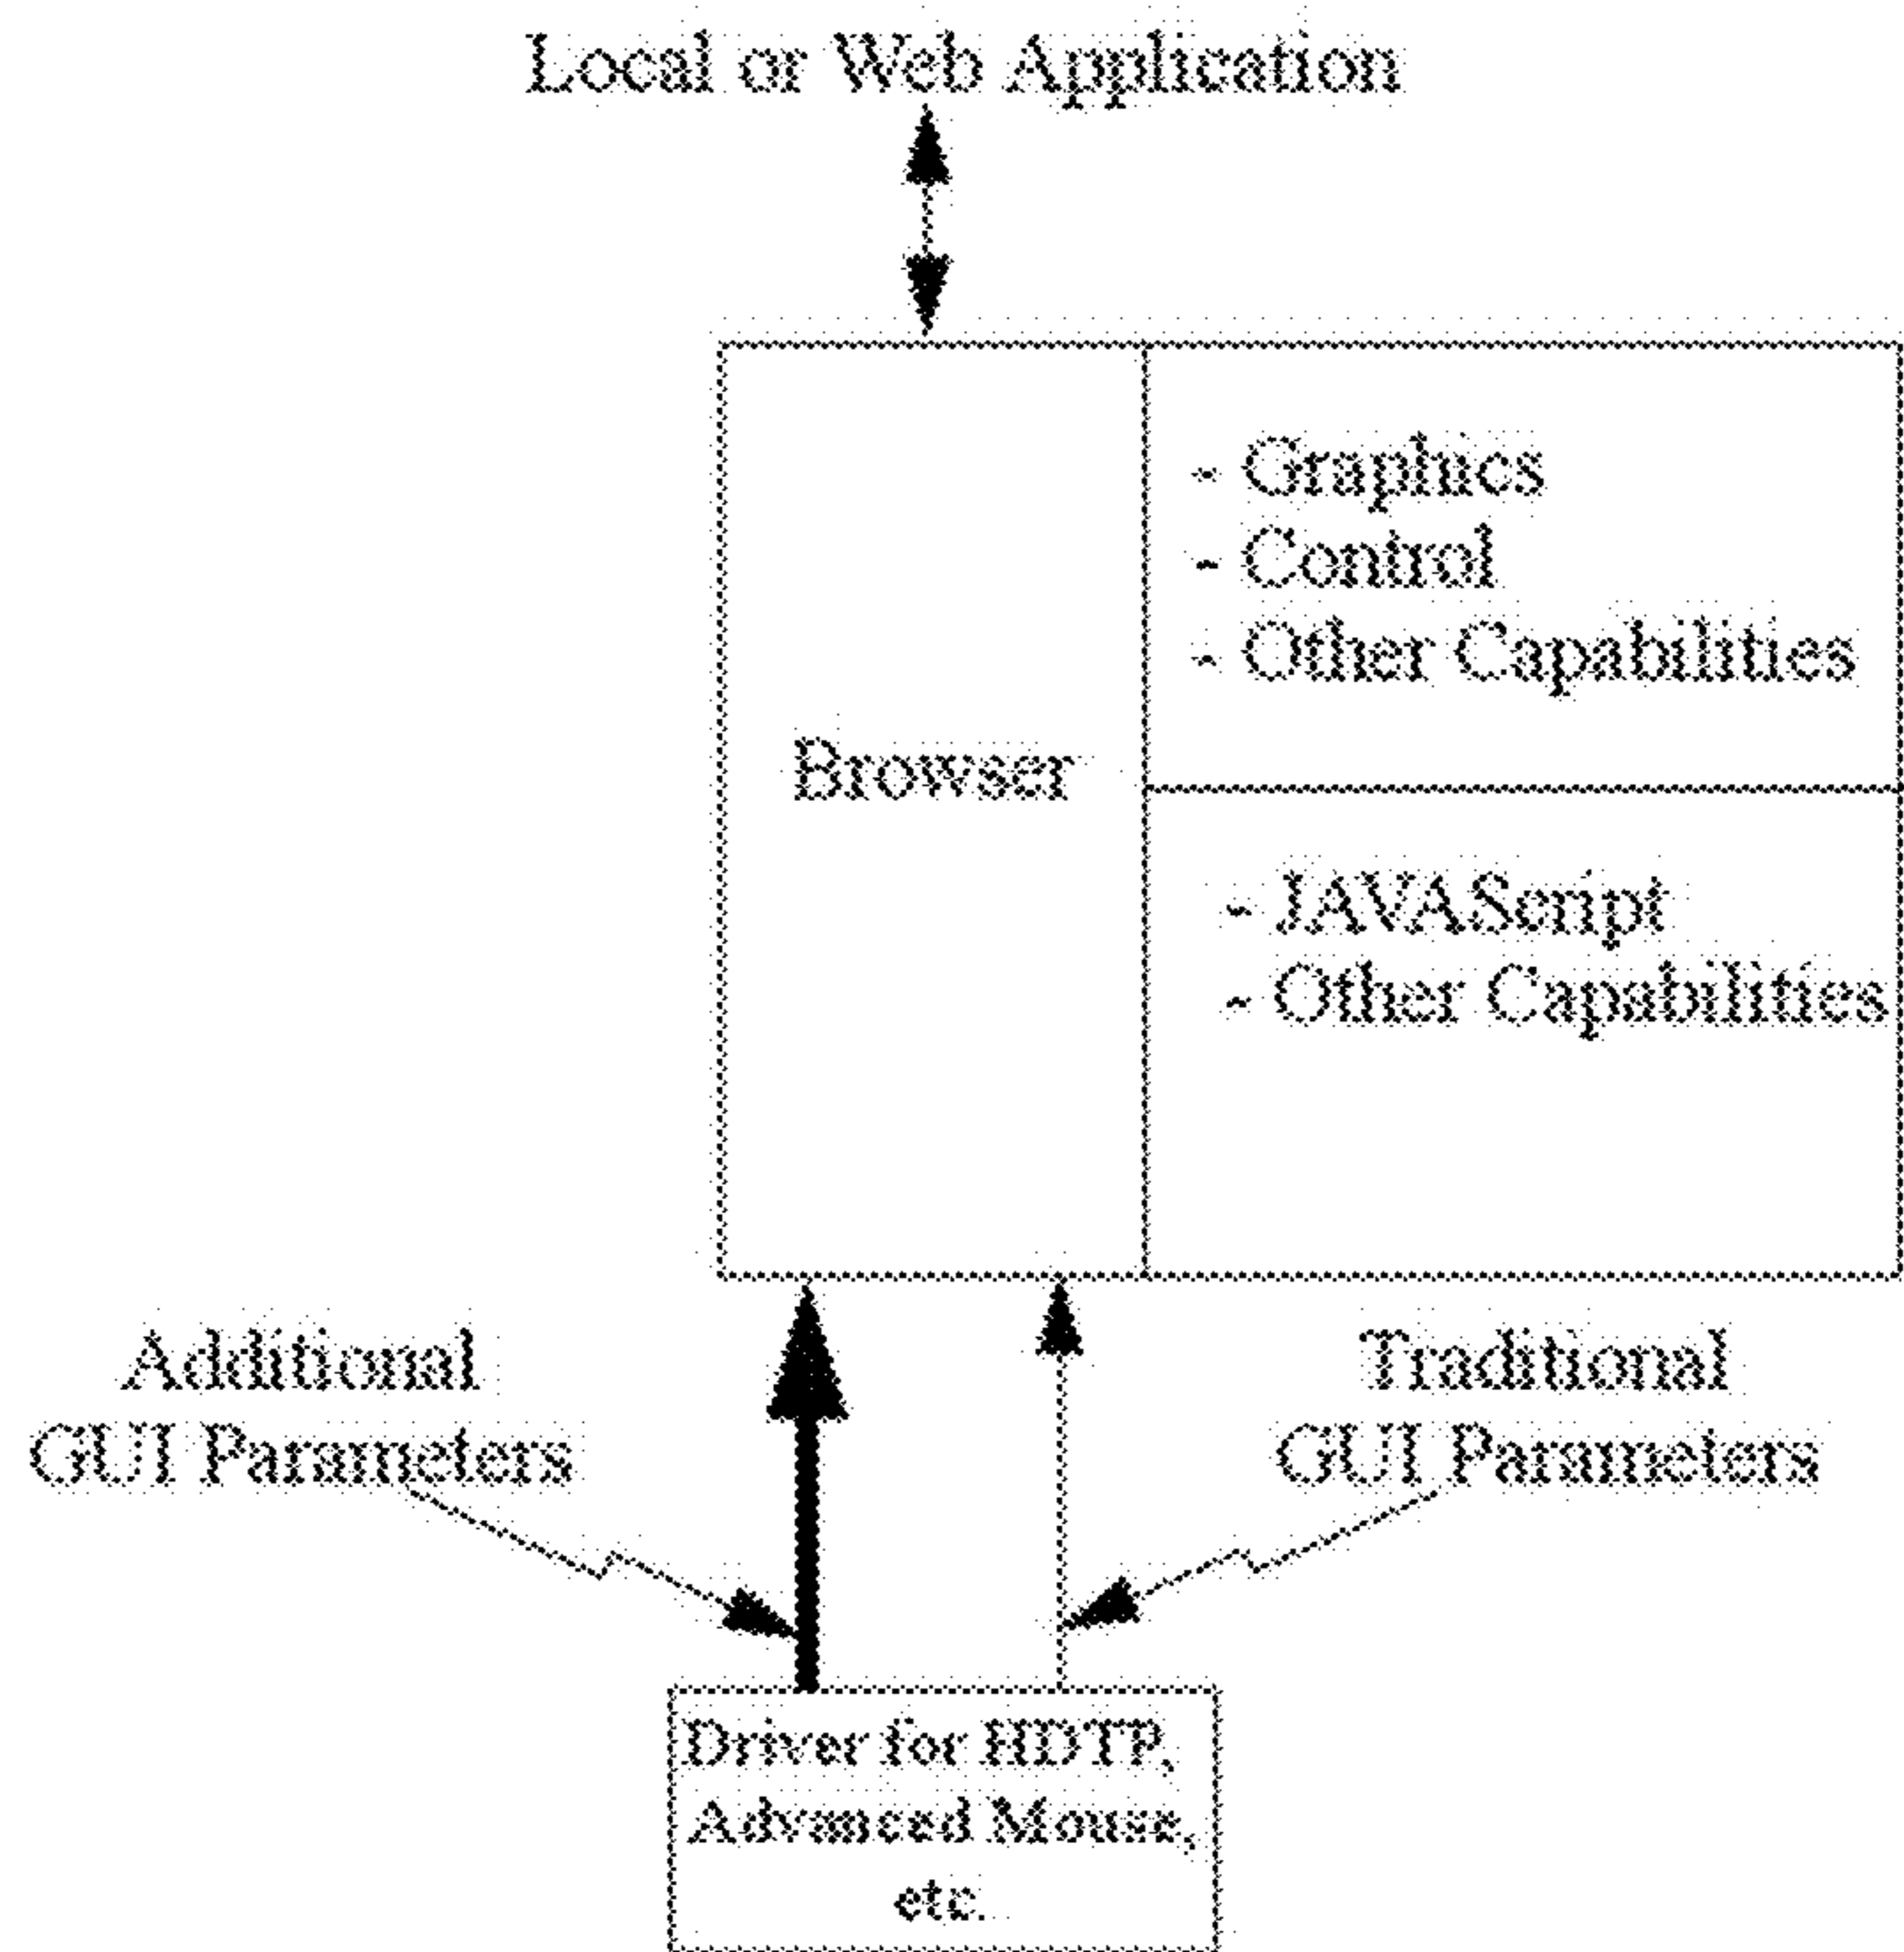 Local or Web Application
- Graphics
- Control
- Other Capabilities
Browser
- JAVAScript
- Other Capabilities
Additional
GUI Parameters
Traditional
GUI Parameters
Driver for HDTP,
Advanced Mouse,
etc.